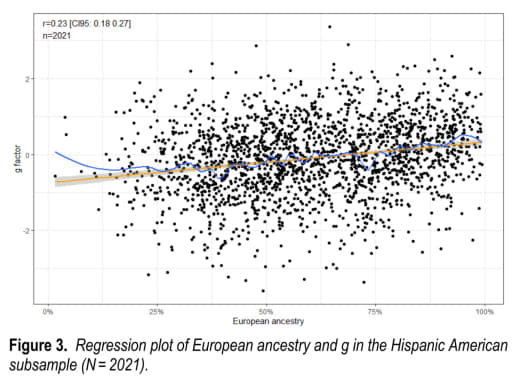 r=0.23 [CI95: 0.18 0.27]
n=2021
g factor
2
0
-2
0%
25%
50%
75%
100%
European ancestry
Figure 3. Regression plot of European ancestry and g in the Hispanic American
subsample (N = 2021).